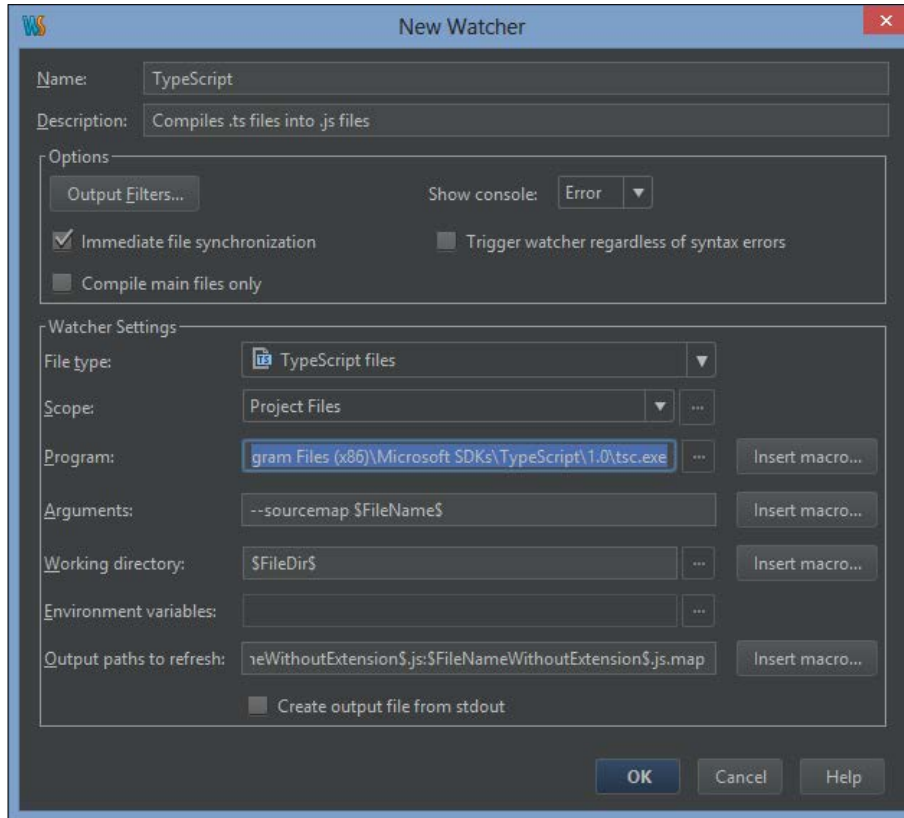 WS New Watcher
Name: TypeScript
Description: Compiles .ts files into .js files
Options
Output Filters... Show console: Error
Immediate file synchronization Trigger watcher regardless of syntax errors
Compile main files only
Watcher Settings
File type: TS TypeScript files
Scope: Project Files ...
Program: gram Files (x86)\Microsoft SDKs\TypeScript\1.0\tsc.exe ... Insert macro...
Arguments: --sourcemap $FileName$ Insert macro...
Working directory: $FileDir$ ... Insert macro...
Environment variables: ...
Output paths to refresh: neWithoutExtension$.js:$FileNameWithoutExtension$.js.map Insert macro...
Create output file from stdout
OK Cancel Help